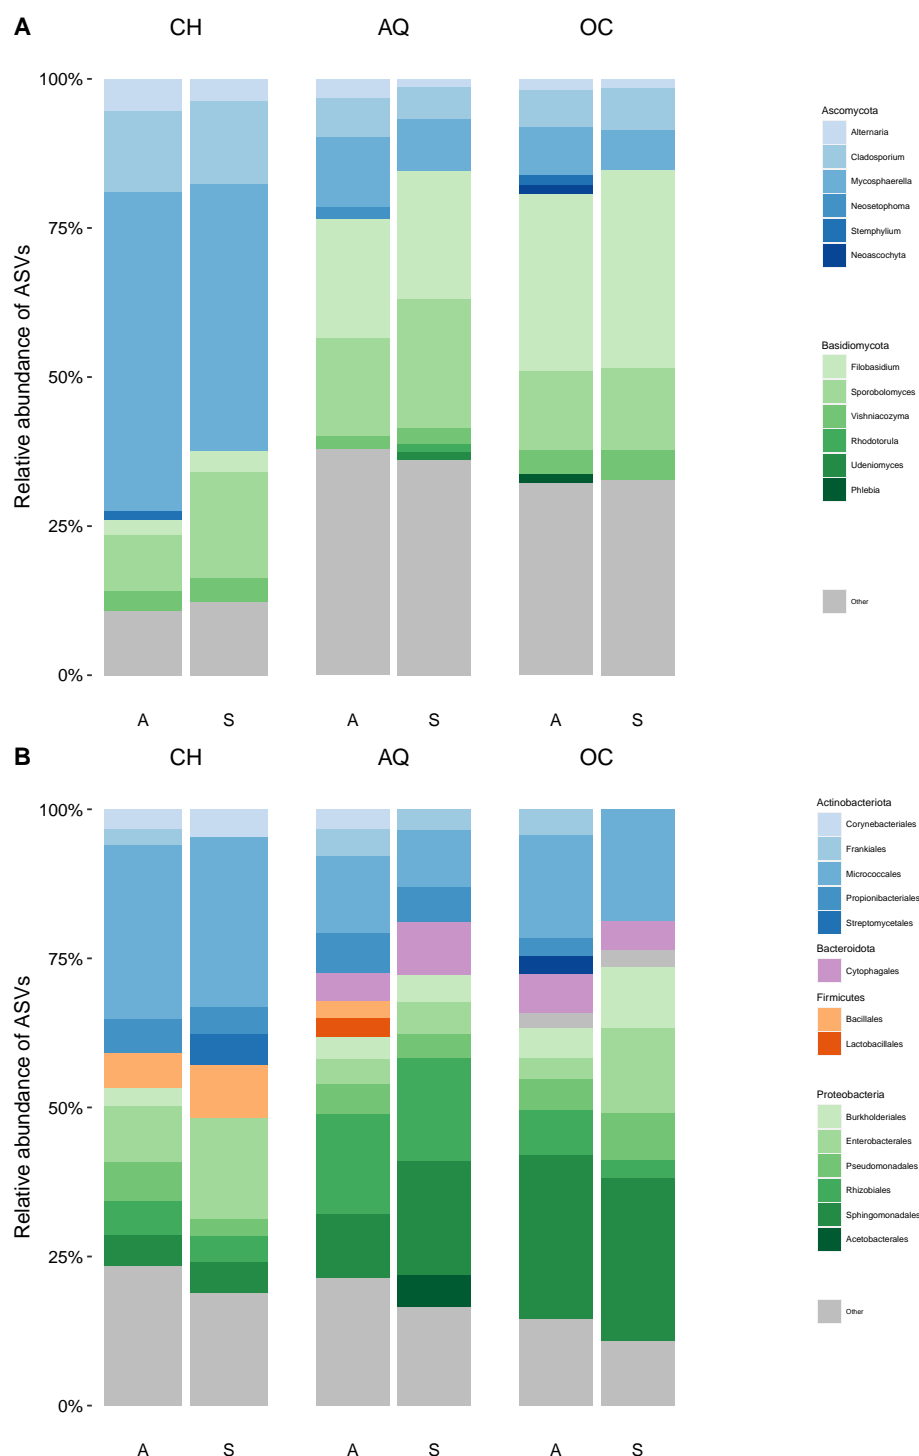 A
CH AQ OC
Relative abundance of ASVs
100%
75%
50%
25%
0%
A S A S A S
Ascomycota
Alternaria
Cladosporium
Mycosphaerella
Neosetophoma
Stemphylium
Neoascochyta
Basidiomycota
Filobasidium
Sporobolomyces
Vishniacozyma
Rhodotorula
Udeniomyces
Phlebia
Other
B
CH AQ OC
Relative abundance of ASVs
100%
75%
50%
25%
0%
A S A S A S
Actinobacteriota
Corynebacteriales
Frankiales
Micrococcales
Propionibacteriales
Streptomycetales
Bacteroidota
Cytophagales
Firmicutes
Bacillales
Lactobacillales
Proteobacteria
Burkholderiales
Enterobacterales
Pseudomonadales
Rhizobiales
Sphingomonadales
Acetobacterales
Other